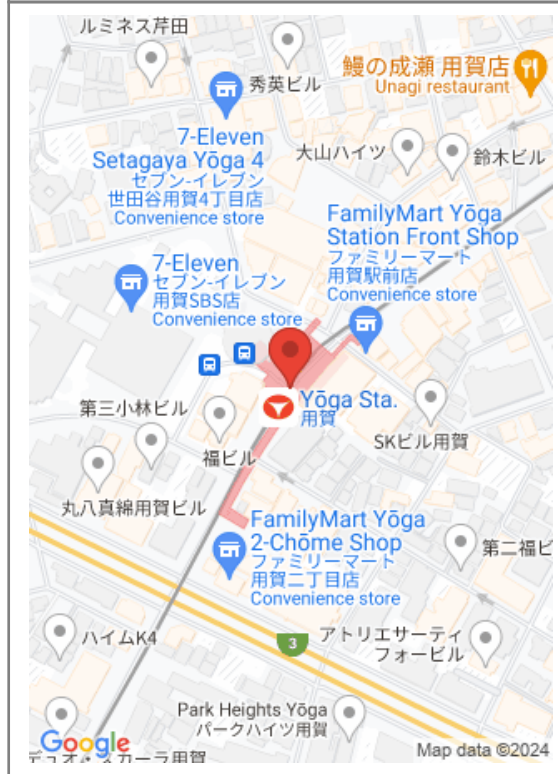 ルミネス芹田
秀英ビル
鰻の成瀬 用賀店
Unagi restaurant
7-Eleven
Setagaya Yōga 4
セブン-イレブン
世田谷用賀4丁目店
Convenience store
大山ハイツ
鈴木ビル
FamilyMart Yōga
Station Front Shop
ファミリーマート
用賀駅前店
Convenience store
7-Eleven
セブン-イレブン
用賀SBS店
Convenience store
Yōga Sta.
用賀
第三小林ビル
福ビル
SKビル用賀
丸八真綿用賀ビル
FamilyMart Yōga
2-Chōme Shop
ファミリーマート
用賀二丁目店
Convenience store
第二福ビ
ハイムK4
3
アトリエサーティ
フォービル
Park Heights Yōga
パークハイツ用賀
Google
デュオ・スカーラ用賀
Map data ©2024